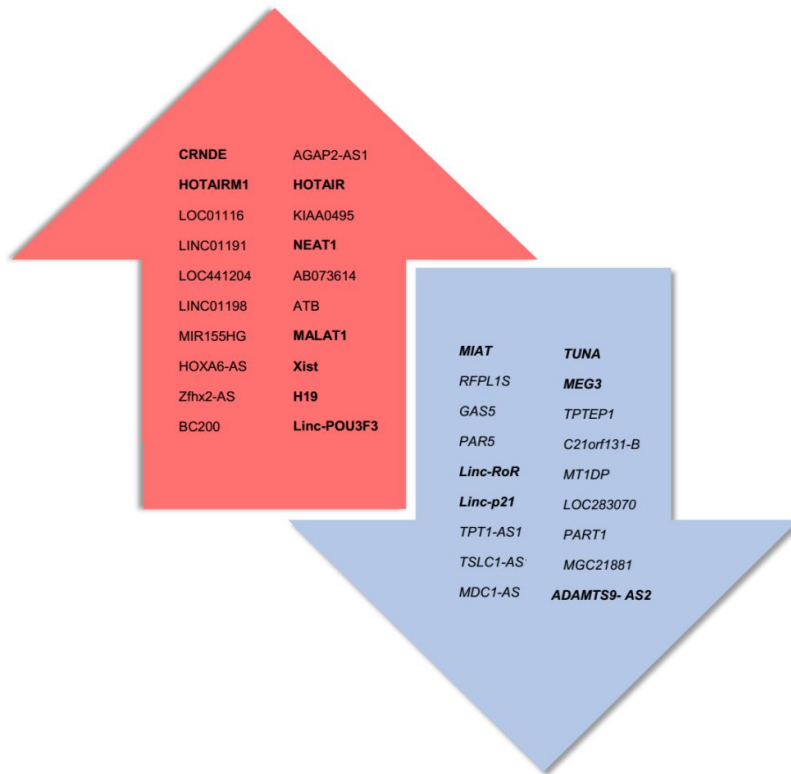 CRNDE AGAP2-AS1
HOTAIRM1 HOTAIR
LOC01116 KIAA0495
LINC01191 NEAT1
LOC441204 AB073614
LINC01198 ATB
MIR155HG MALAT1
HOXA6-AS Xist
Zfhx2-AS H19
BC200 Linc-POU3F3
MIAT TUNA
RFPL1S MEG3
GAS5 TPTEP1
PAR5 C21orf131-B
Linc-RoR MT1DP
Linc-p21 LOC283070
TPT1-AS1 PART1
TSLC1-AS MGC21881
MDC1-AS ADAMTS9- AS2